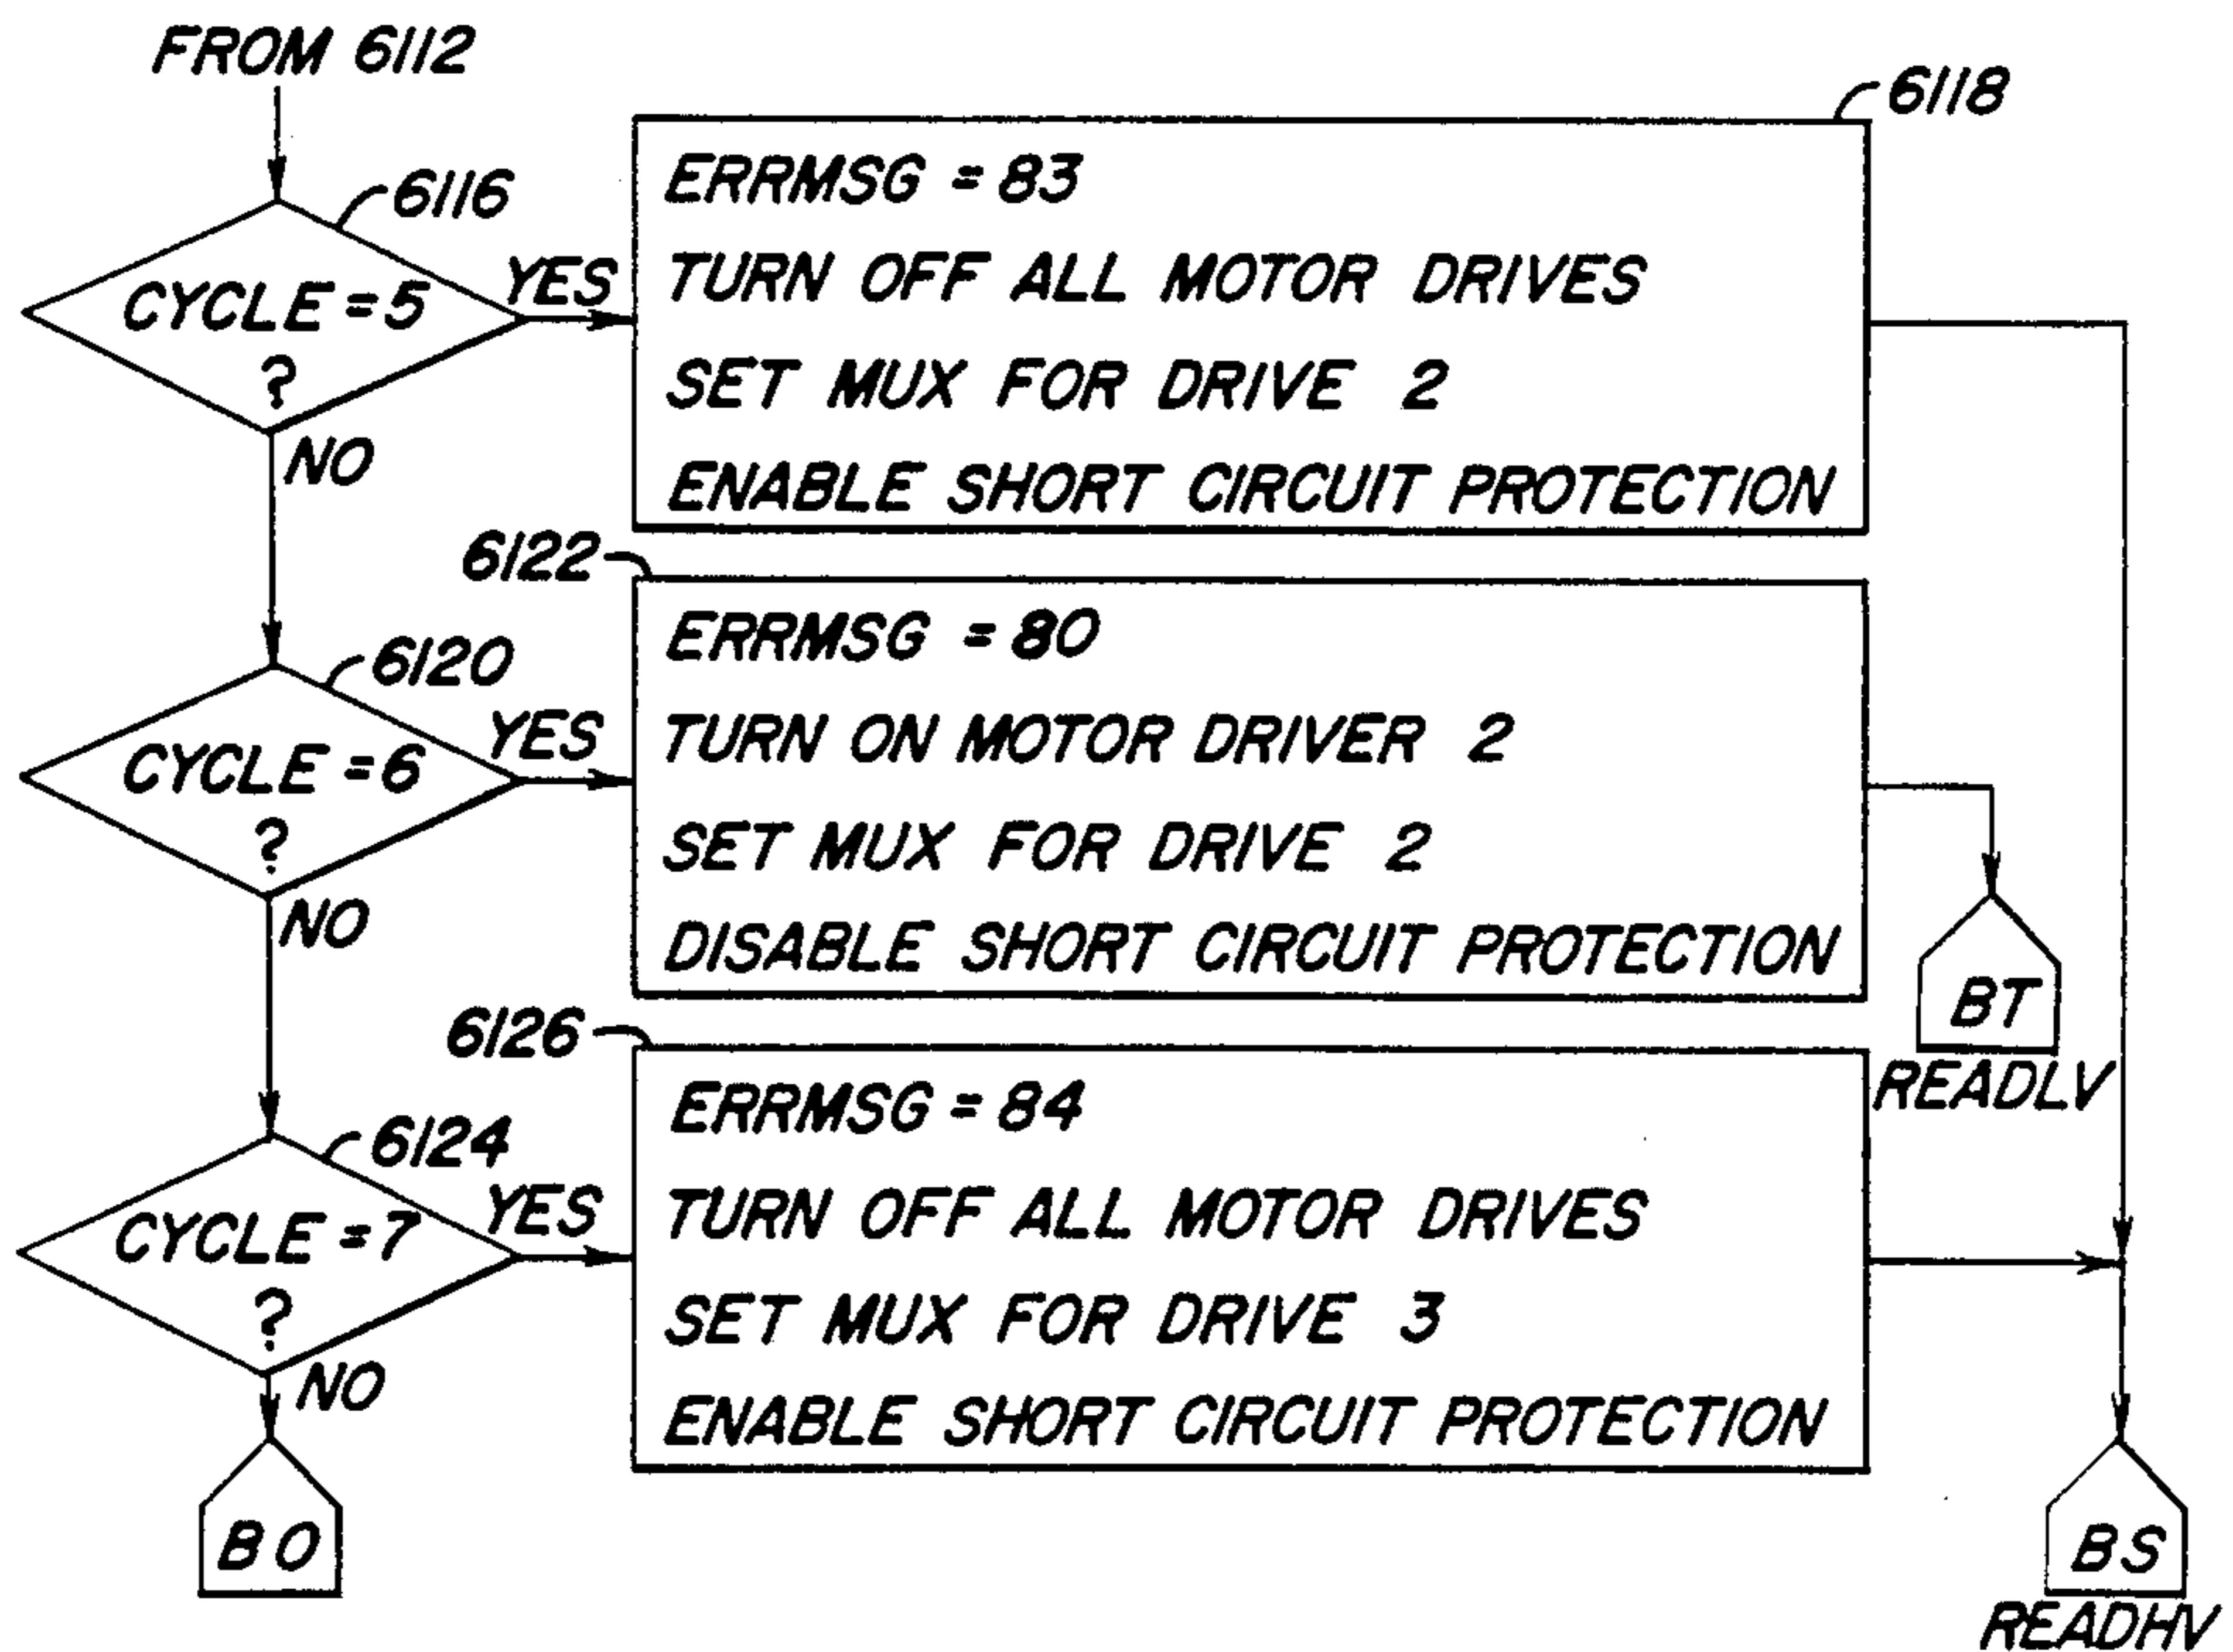 FROM 6112
6118
6116
ERRMSG = 83
CYCLE = 5
?
YES
TURN OFF ALL MOTOR DRIVES
SET MUX FOR DRIVE 2
NO
ENABLE SHORT CIRCUIT PROTECTION
6122
6120
ERRMSG = 80
CYCLE = 6
?
YES
TURN ON MOTOR DRIVER 2
SET MUX FOR DRIVE 2
NO
DISABLE SHORT CIRCUIT PROTECTION
BT
READLV
6126
6124
ERRMSG = 84
CYCLE = 7
?
YES
TURN OFF ALL MOTOR DRIVES
SET MUX FOR DRIVE 3
NO
ENABLE SHORT CIRCUIT PROTECTION
BO
BS
READHV